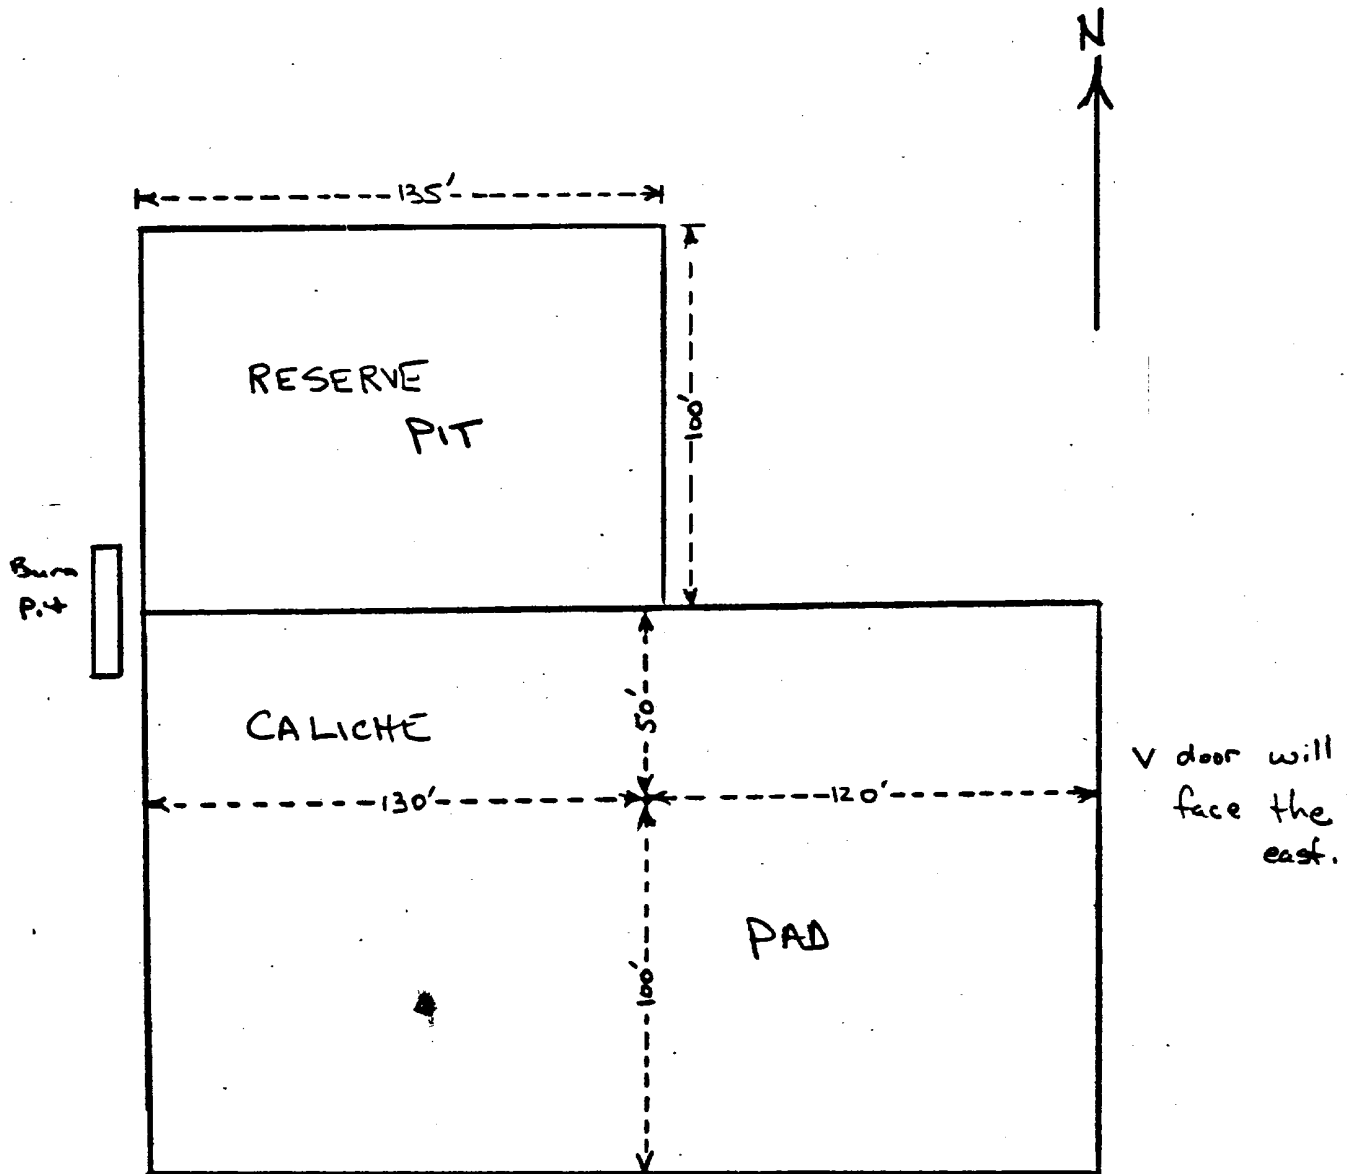 N
135'
RESERVE
PIT
100'
Burn
Pit
50'
CALICHE
130'
120'
V door will
face the
east.
PAD
100'